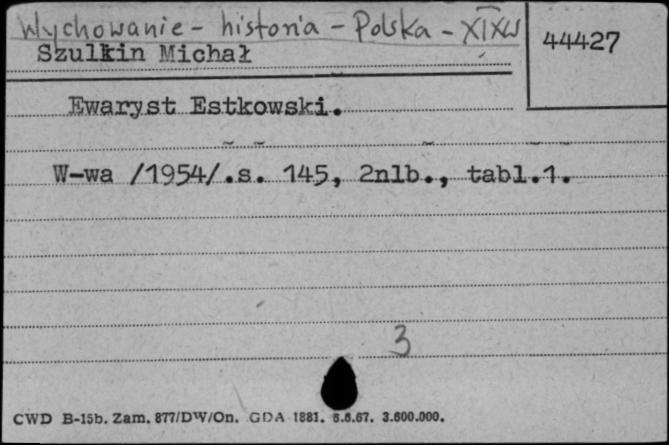 Wychowanie - historia - Polska - XIXw
44427
Szulkin Michał
Ewaryst Estkowski.
W-wa /1954/.s. 145, 2nlb., tabl.1.
3
CWD B-15b. Zam. 877/DW/On. GDA 1881. 6.6.67. 3.600.000.